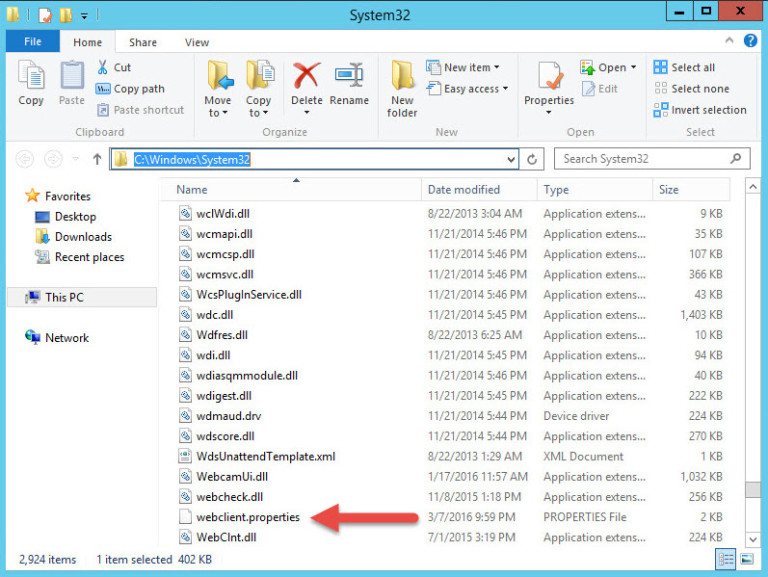 System32
File Home Share View
Copy
Paste
Cut
Copy path
Paste shortcut
Clipboard
Move to
Copy to
Delete
Rename
Organize
New folder
New item
Easy access
New
Properties
Open
Edit
Open
Select all
Select none
Invert selection
Select
C:\Windows\System32
Search System32
Favorites
Desktop
Downloads
Recent places
This PC
Network
Name Date modified Type Size
wclWdi.dll 8/22/2013 3:04 AM Application extens... 9 KB
wcmapi.dll 11/21/2014 5:46 PM Application extens... 35 KB
wcmcsp.dll 11/21/2014 5:46 PM Application extens... 107 KB
wcmsvc.dll 11/21/2014 5:46 PM Application extens... 366 KB
WcsPlugInService.dll 11/21/2014 5:46 PM Application extens... 43 KB
wdc.dll 11/21/2014 5:46 PM Application extens... 1,403 KB
Wdfres.dll 8/22/2013 6:25 AM Application extens... 10 KB
wdi.dll 11/21/2014 5:45 PM Application extens... 94 KB
wdiasqmmodule.dll 11/21/2014 5:46 PM Application extens... 40 KB
wdigest.dll 11/21/2014 5:45 PM Application extens... 222 KB
wdmaud.drv 11/21/2014 5:44 PM Device driver 224 KB
wdscore.dll 11/21/2014 5:44 PM Application extens... 270 KB
WdsUnattendTemplate.xml 8/22/2013 1:29 AM XML Document 1 KB
WebcamUi.dll 1/17/2016 11:57 AM Application extens... 1,032 KB
webcheck.dll 11/8/2015 1:18 PM Application extens... 256 KB
webclient.properties 3/7/2016 9:59 PM PROPERTIES File 2 KB
WebClnt.dll 7/1/2015 3:19 PM Application extens... 224 KB
2,924 items 1 item selected 402 KB